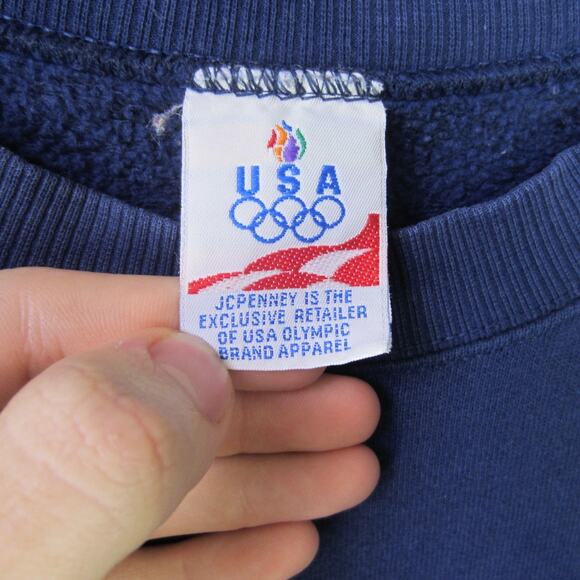 USA
JCPENNEY IS THE
EXCLUSIVE RETAILER
OF USA OLYMPIC
BRAND APPAREL